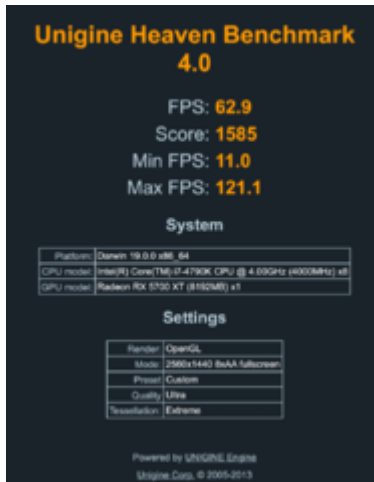 Unigine Heaven Benchmark
4.0
FPS: 62.9
Score: 1585
Min FPS: 11.0
Max FPS: 121.1
System
Platform: Darwin 19.0.0 x86_64
CPU model: Intel(R) Core(TM) i7-4790K CPU @ 4.00GHz (4000MHz) x8
GPU model: Radeon RX 5700 XT (8192MB) x1
Settings
Render: OpenGL
Mode: 2560x1440 8xAA fullscreen
Preset Custom
Quality Ultra
Tessellation: Extreme
Powered by UNIGINE Engine
Unigine Corp. © 2005-2013